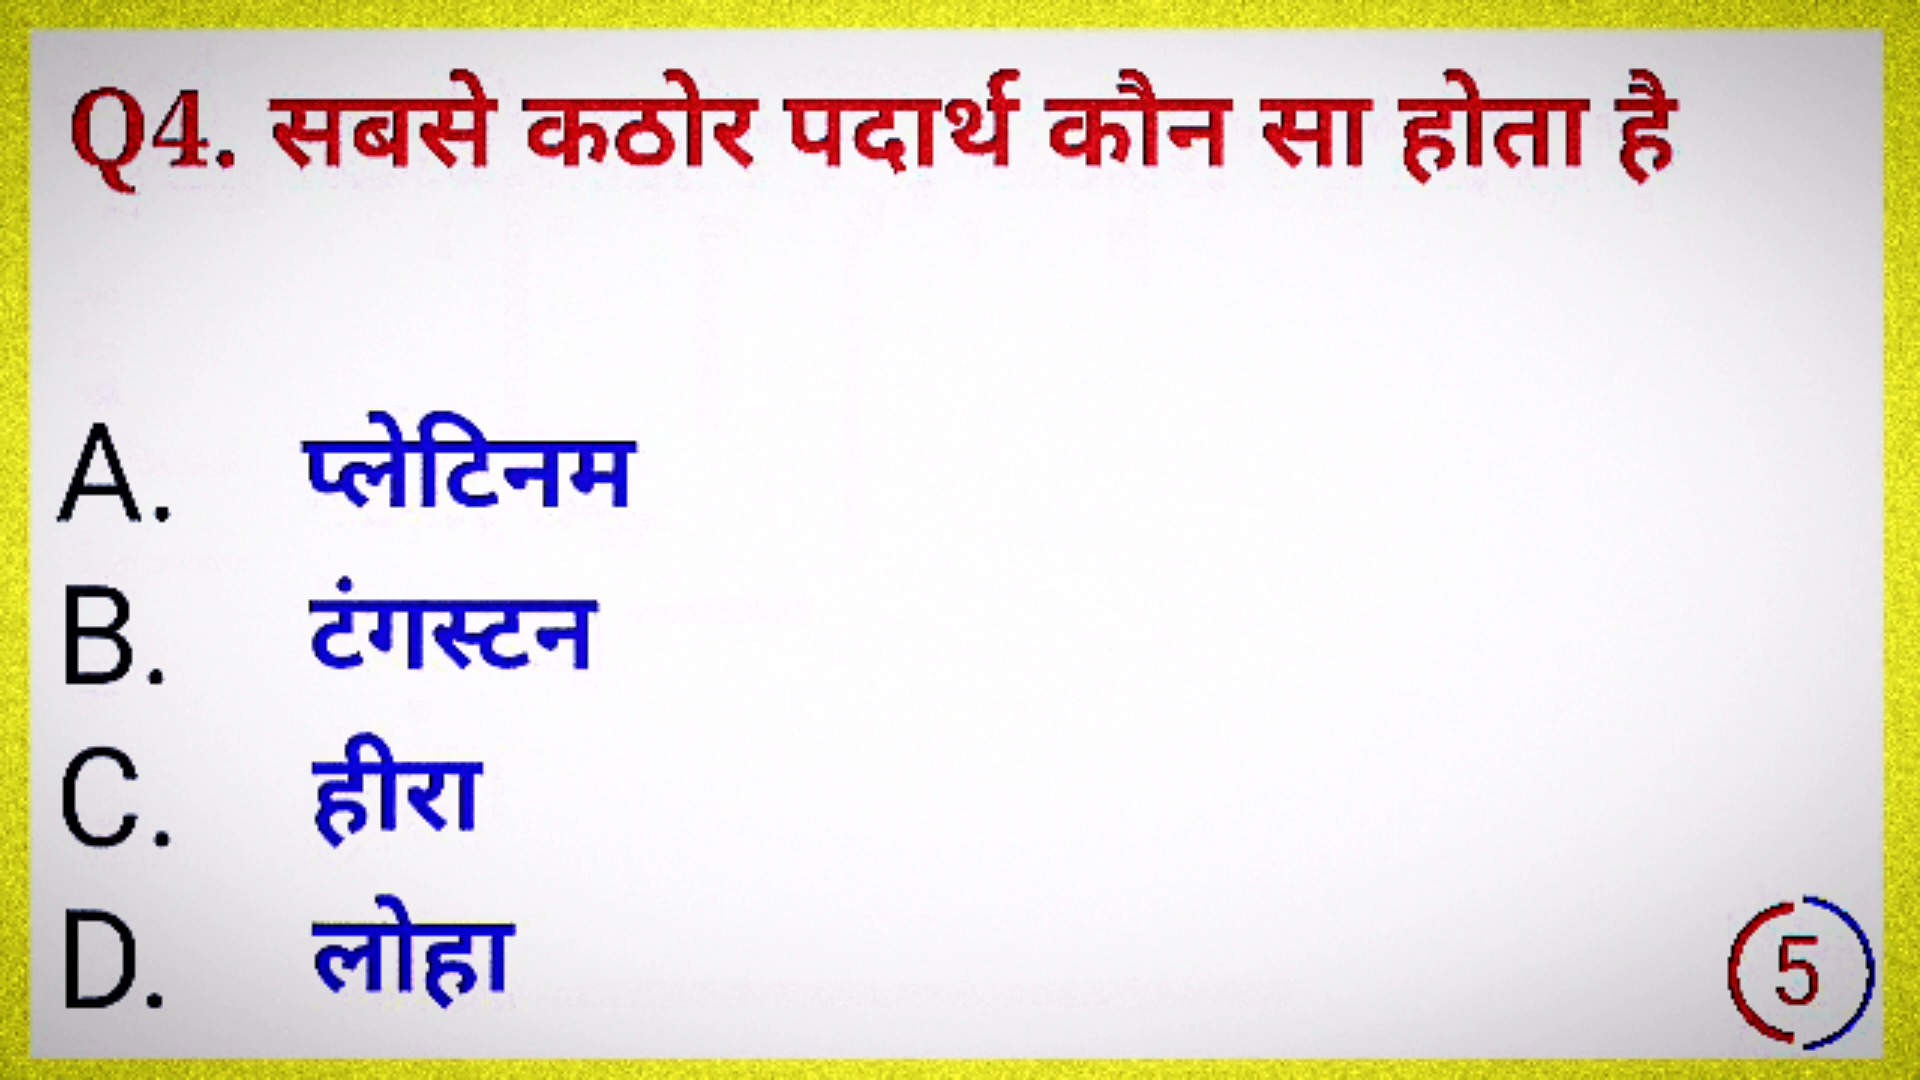 Q4. सबसे कठोर पदार्थ कौन सा होता है
A. प्लेटिनम
B. टंगस्टन
C. हीरा
D. लोहा
5